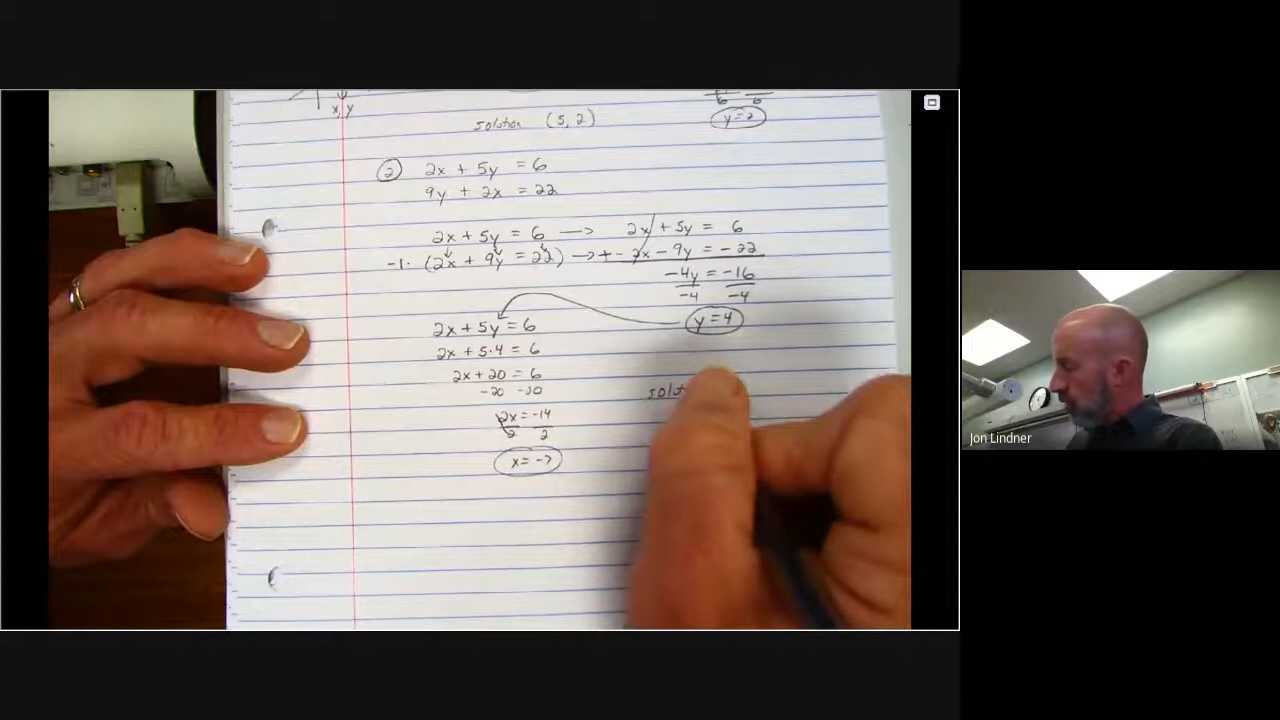 x, y
6 6
solution (5, 2)
y = 2
② 2x + 5y = 6
9y + 2x = 22
2x + 5y = 6 → 2x + 5y = 6
-1· (2x + 9y = 22) → + - 2x - 9y = - 22
-4y = -16
-4 -4
y = 4
2x + 5y = 6
2x + 5·4 = 6
2x + 20 = 6
-20 -20
2x = -14
2 2
x = -7
Jon Lindner